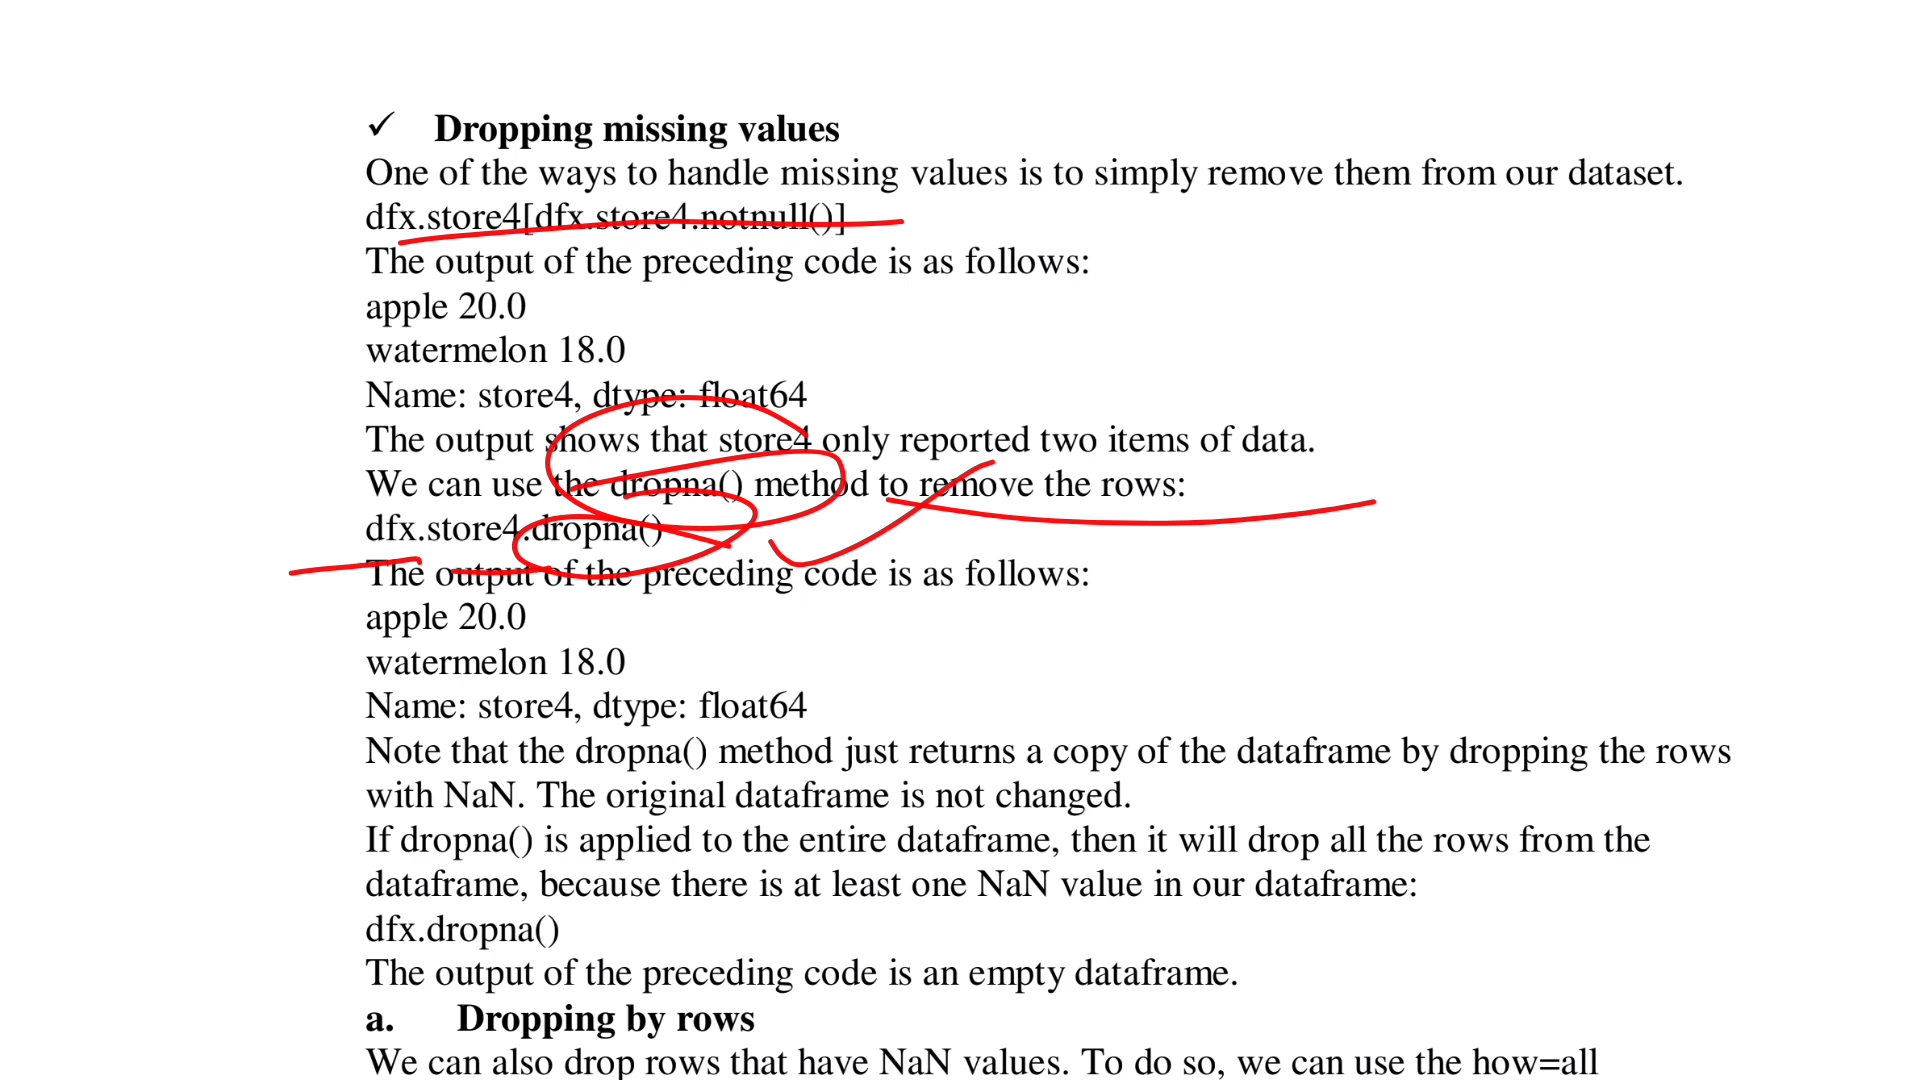 ✓ Dropping missing values
One of the ways to handle missing values is to simply remove them from our dataset.
dfx.store4[dfx.store4.notnull()]
The output of the preceding code is as follows:
apple 20.0
watermelon 18.0
Name: store4, dtype: float64
The output shows that store4 only reported two items of data.
We can use the dropna() method to remove the rows:
dfx.store4.dropna()
The output of the preceding code is as follows:
apple 20.0
watermelon 18.0
Name: store4, dtype: float64
Note that the dropna() method just returns a copy of the dataframe by dropping the rows
with NaN. The original dataframe is not changed.
If dropna() is applied to the entire dataframe, then it will drop all the rows from the
dataframe, because there is at least one NaN value in our dataframe:
dfx.dropna()
The output of the preceding code is an empty dataframe.
a. Dropping by rows
We can also drop rows that have NaN values. To do so, we can use the how=all